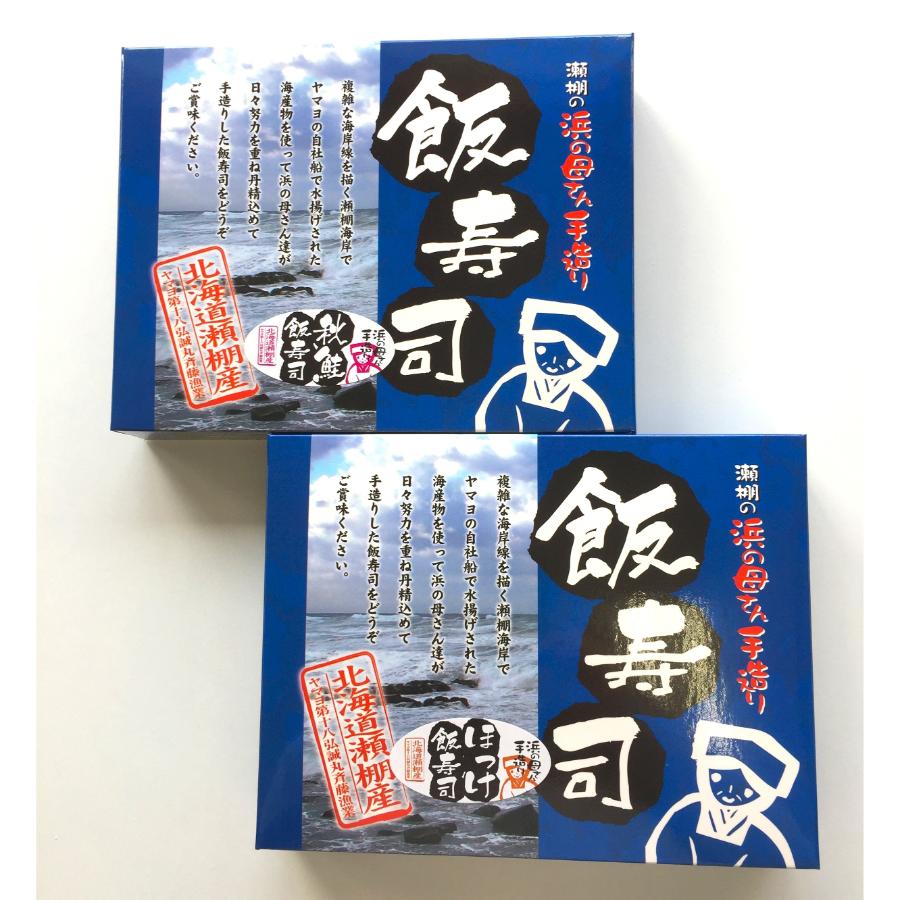 瀬棚の浜の母さん手造り
飯寿司
複雑な海岸線を描く瀬棚海岸で
ヤマヨの自社船で水揚げされた
海産物を使って浜の母さん達が
日々努力を重ね丹精込めて
手造りした飯寿司をどうぞ
ご賞味ください。
浜の母さん
手造り
秋鮭
飯寿司
北海道瀬棚産
北海道瀬棚産
ヤマヨ第十八弘誠丸斉藤漁業
瀬棚の浜の母さん手造り
飯寿司
複雑な海岸線を描く瀬棚海岸で
ヤマヨの自社船で水揚げされた
海産物を使って浜の母さん達が
日々努力を重ね丹精込めて
手造りした飯寿司をどうぞ
ご賞味ください。
浜の母さん
手造り
ほっけ
飯寿司
北海道瀬棚産
北海道瀬棚産
ヤマヨ第十八弘誠丸斉藤漁業